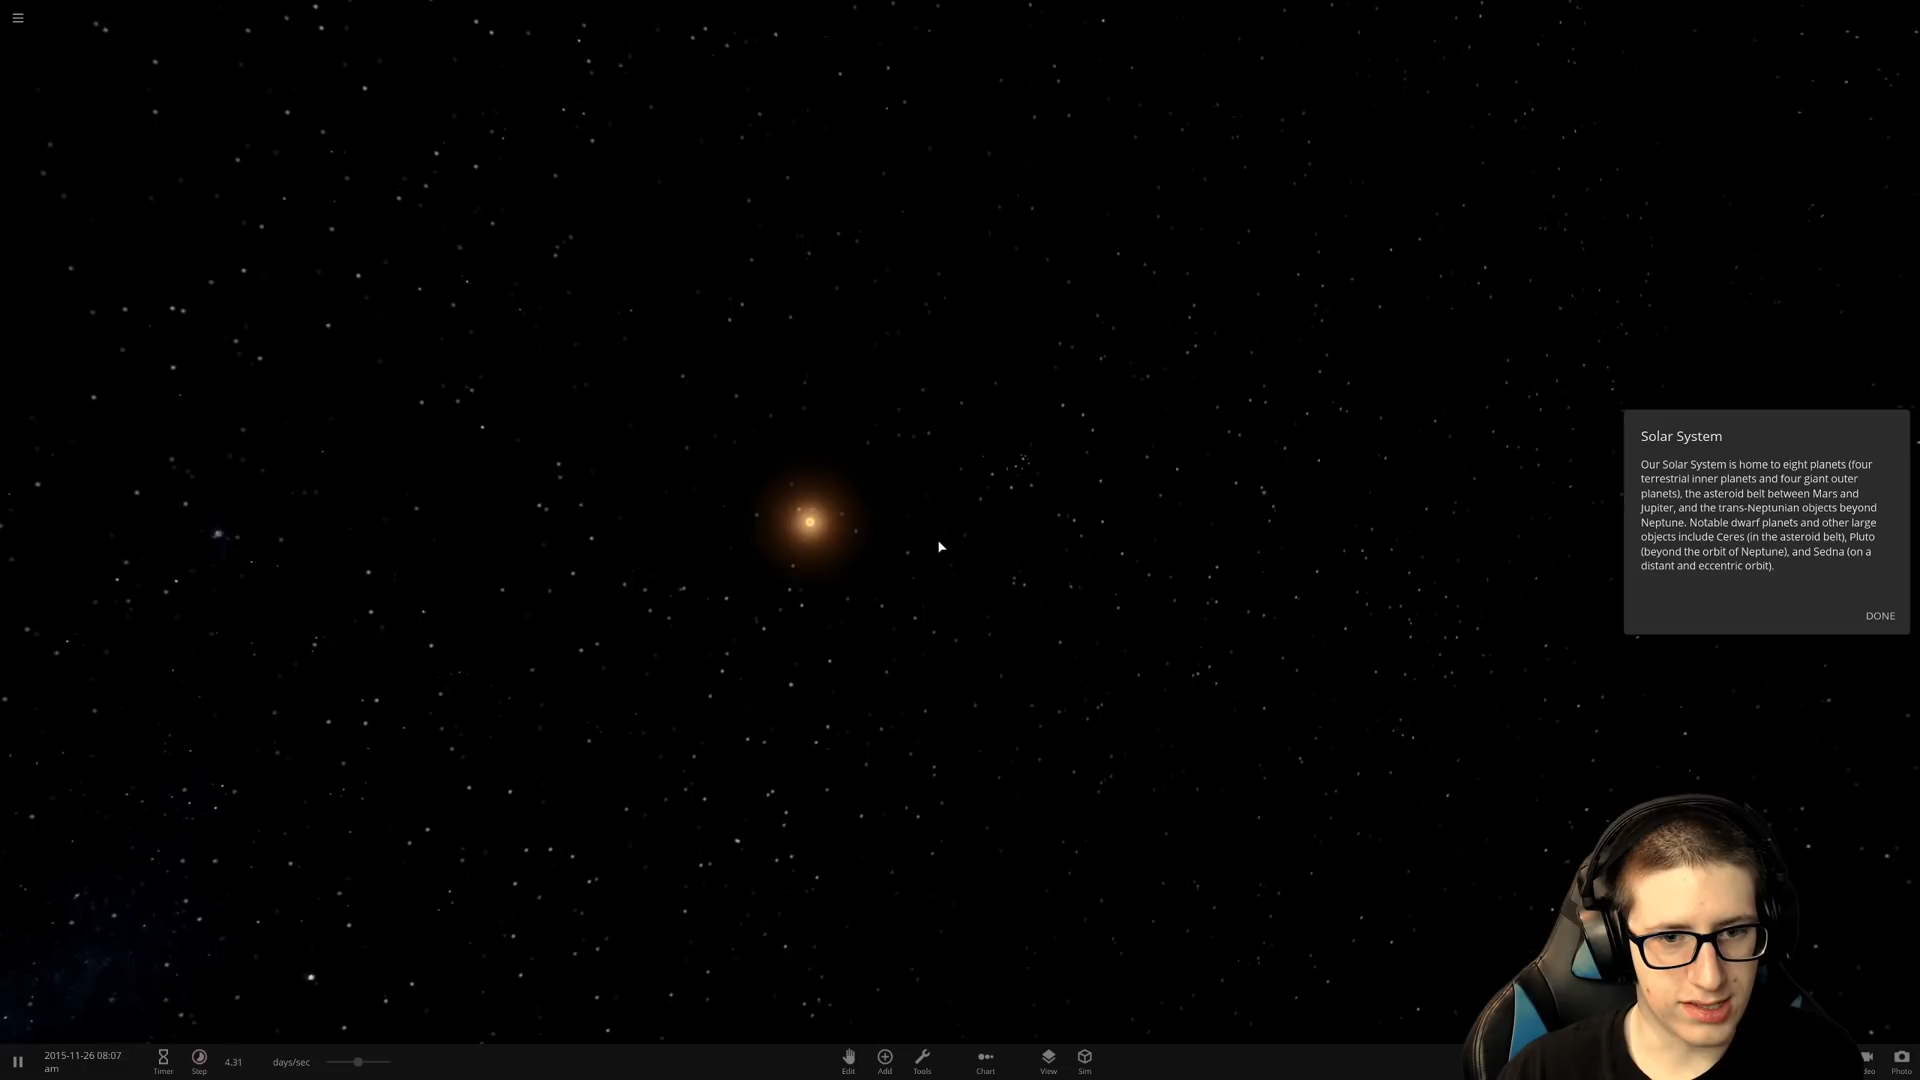 Solar System
Our Solar System is home to eight planets (four
terrestrial inner planets and four giant outer
planets), the asteroid belt between Mars and
Jupiter, and the trans-Neptunian objects beyond
Neptune. Notable dwarf planets and other large
objects include Ceres (in the asteroid belt), Pluto
(beyond the orbit of Neptune), and Sedna (on a
distant and eccentric orbit).
DONE
2015-11-26 08:07
am
Timer
Step
4.31
days/sec
Edit
Add
Tools
Chart
View
Sim
deo
Photo